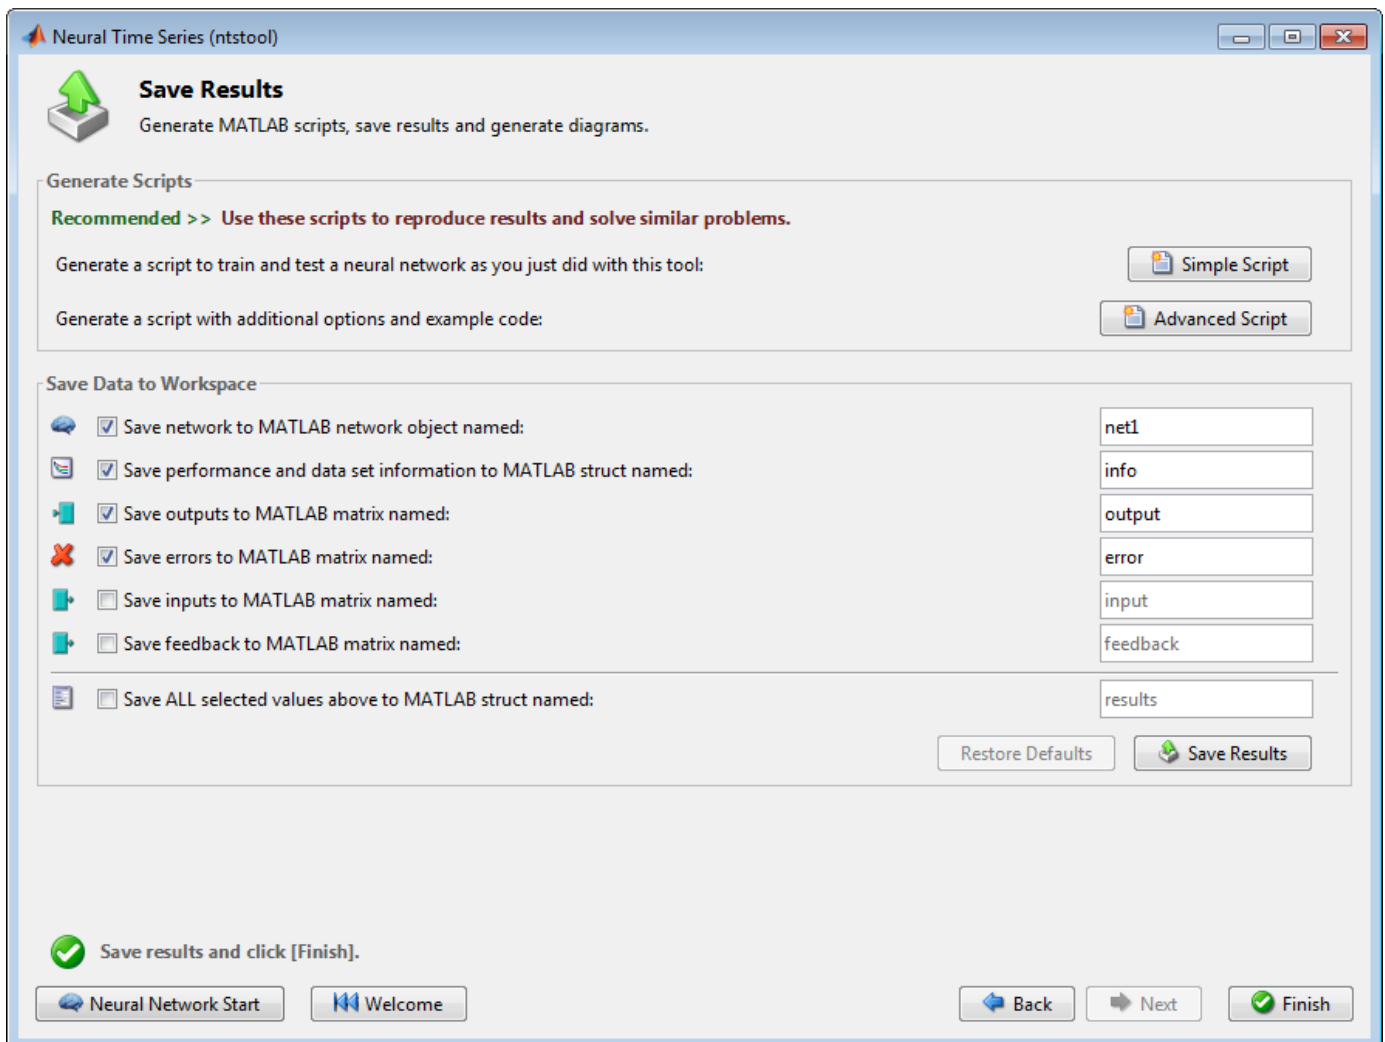 Neural Time Series (ntstool)
Save Results
Generate MATLAB scripts, save results and generate diagrams.
Generate Scripts
Recommended >> Use these scripts to reproduce results and solve similar problems.
Generate a script to train and test a neural network as you just did with this tool: Simple Script
Generate a script with additional options and example code: Advanced Script
Save Data to Workspace
Save network to MATLAB network object named: net1
Save performance and data set information to MATLAB struct named: info
Save outputs to MATLAB matrix named: output
Save errors to MATLAB matrix named: error
Save inputs to MATLAB matrix named: input
Save feedback to MATLAB matrix named: feedback
Save ALL selected values above to MATLAB struct named: results
Restore Defaults Save Results
Save results and click [Finish].
Neural Network Start Welcome Back Next Finish